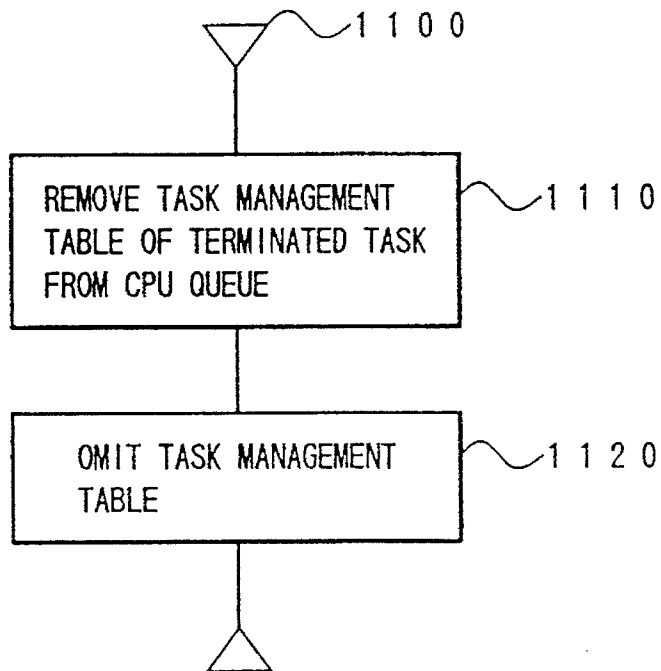 1100
REMOVE TASK MANAGEMENT
TABLE OF TERMINATED TASK
FROM CPU QUEUE
1110
OMIT TASK MANAGEMENT
TABLE
1120